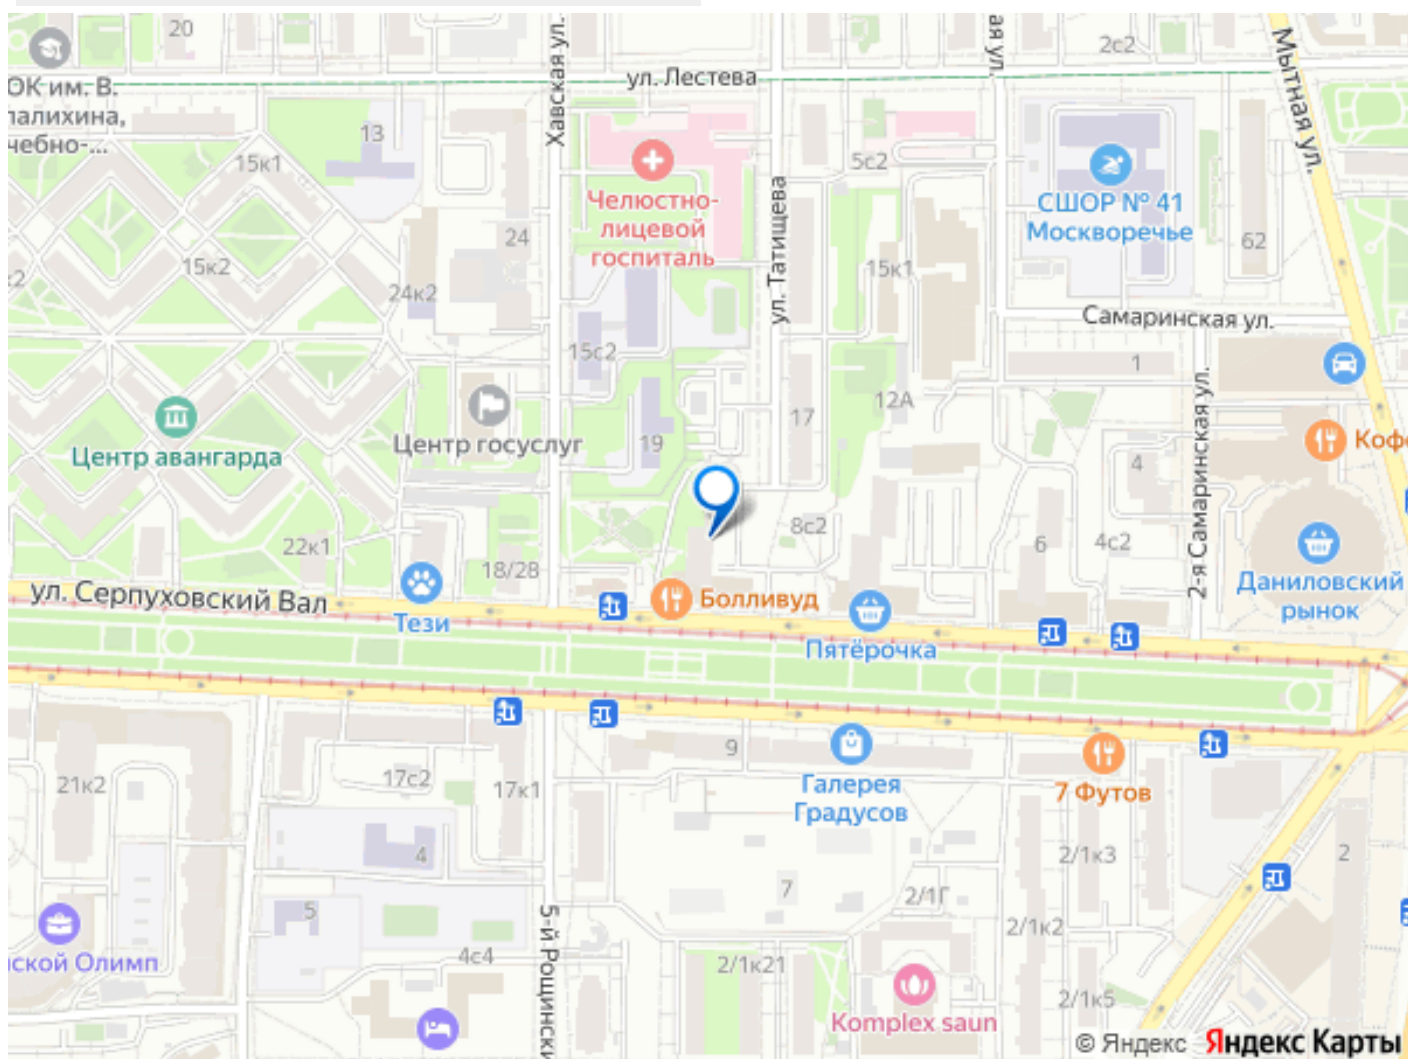 20
2с2
ул. Лестева
Хавская ул.
ая ул.
Мытная ул.
ОК им. В.
палихина,
чебно-...
13
15к1
5с2
Челюстно-
лицевой
госпиталь
ул. Татищева
СШОР № 41
Москворечье
24
62
15к2
15к1
24к2
Самаринская ул.
15с2
1
12А
17
2-я Самаринская ул.
Центр авангарда
Центр госуслуг
19
Кофе
4
8с2
22к1
6
4с2
18/28
Даниловский
рынок
ул. Серпуховский Вал
Тези
Болливуд
Пятёрочка
9
21к2
17с2
17к1
Галерея
Градусов
7 Футов
4
2/1к3
2
7
2/1Г
5
5-й Рощински
2/1к2
ской Олимп
4с4
2/1к21
2/1к5
Komplex saun
© Яндекс Яндекс Карты